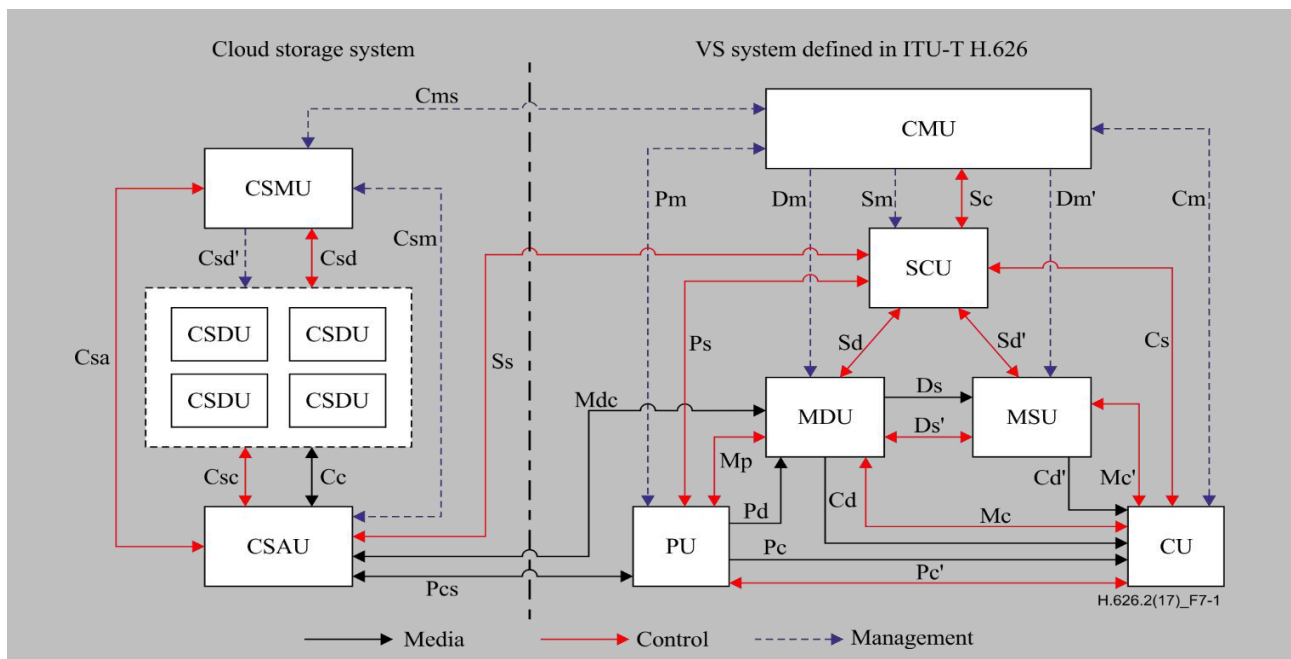 Cloud storage system
VS system defined in ITU-T H.626
Cms
CMU
CSMU
Pm
Dm
Sm
Sc
Dm'
Cm
Csm
Csd'
Csd
SCU
CSDU
CSDU
Csa
Ss
Ps
Sd
Sd'
Cs
CSDU
CSDU
Mdc
Ds
MDU
MSU
Ds'
Mp
Csc
Cc
Cd'
Mc'
Cd
Pd
Mc
CSAU
PU
CU
Pc
Pc'
Pcs
H.626.2(17)_F7-1
Media
Control
Management